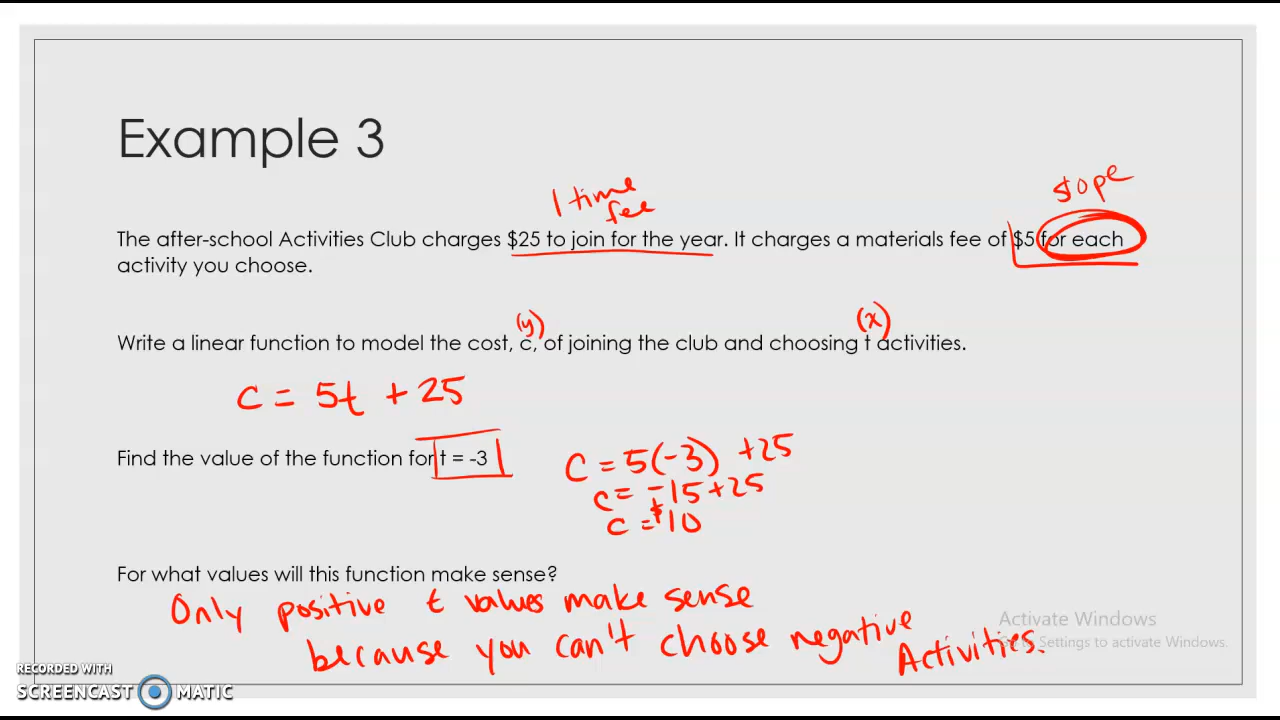 Example 3
1 time
fee
slope
The after-school Activities Club charges $25 to join for the year. It charges a materials fee of $5 for each
activity you choose.
(y)
(x)
Write a linear function to model the cost, c, of joining the club and choosing t activities.
C = 5t + 25
Find the value of the function for t = -3
C = 5(-3) +25
C = -15 + 25
C = $10
For what values will this function make sense?
Only positive t values make sense
because you can't choose negative
Activities.
Activate Windows
Go to Settings to activate Windows.
RECORDED WITH
SCREENCAST MATIC